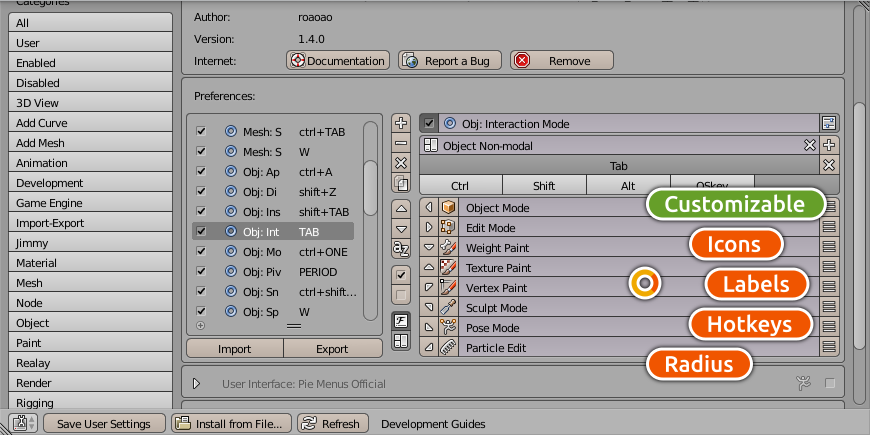 Categories
All
User
Enabled
Disabled
3D View
Add Curve
Add Mesh
Animation
Development
Game Engine
Import-Export
Jimmy
Material
Mesh
Node
Object
Paint
Realay
Render
Rigging
Author: roaoao
Version: 1.4.0
Internet: Documentation Report a Bug Remove
Preferences:
Mesh: S ctrl+TAB
Mesh: S W
Obj: Ap ctrl+A
Obj: Di shift+Z
Obj: Ins shift+TAB
Obj: Int TAB
Obj: Mo ctrl+ONE
Obj: Piv PERIOD
Obj: Sn ctrl+shift...
Obj: Sp W
Import Export
Obj: Interaction Mode
Object Non-modal
Tab
Ctrl Shift Alt OSkey
Object Mode
Edit Mode
Weight Paint
Texture Paint
Vertex Paint
Sculpt Mode
Pose Mode
Particle Edit
Customizable
Icons
Labels
Hotkeys
Radius
User Interface: Pie Menus Official
Save User Settings Install from File... Refresh Development Guides